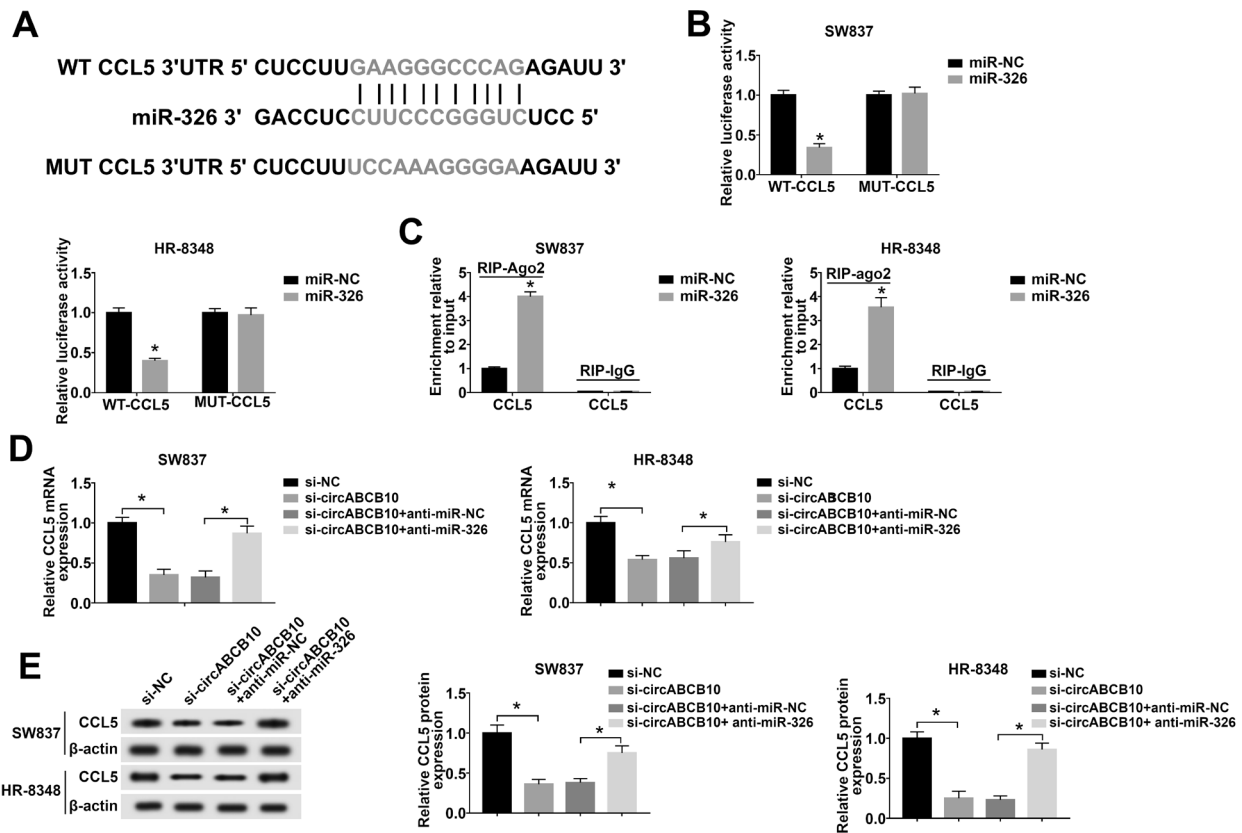 A
WT CCL5 3'UTR 5' CUCCUUGAAGGGCCCAGAGAUU 3'
miR-326 3' GACCUCCUUCCCGGGUCUCC 5'
MUT CCL5 3'UTR 5' CUCCUUUCCAAAGGGGAAGAUU 3'
B
SW837
Relative luciferase activity
1.5
1.0
0.5
0.0
*
WT-CCL5
MUT-CCL5
miR-NC
miR-326
HR-8348
Relative luciferase activity
1.5
1.0
0.5
0.0
*
WT-CCL5
MUT-CCL5
miR-NC
miR-326
C
SW837
Enrichment relative
to input
5
4
3
2
1
0
RIP-Ago2
*
RIP-IgG
CCL5
CCL5
miR-NC
miR-326
HR-8348
Enrichment relative
to input
5
4
3
2
1
0
RIP-ago2
*
RIP-IgG
CCL5
CCL5
miR-NC
miR-326
D
SW837
Relative CCL5 mRNA
expression
1.5
1.0
0.5
0.0
*
*
si-NC
si-circABCB10
si-circABCB10+anti-miR-NC
si-circABCB10+anti-miR-326
HR-8348
Relative CCL5 mRNA
expression
1.5
1.0
0.5
0.0
*
*
si-NC
si-circABCB10
si-circABCB10+anti-miR-NC
si-circABCB10+anti-miR-326
E
si-NC
si-circABCB10
si-circABCB10
+anti-miR-NC
si-circABCB10
+anti-miR-326
SW837
CCL5
β-actin
HR-8348
CCL5
β-actin
SW837
Relative CCL5 protein
expression
1.5
1.0
0.5
0.0
*
*
si-NC
si-circABCB10
si-circABCB10+anti-miR-NC
si-circABCB10+ anti-miR-326
HR-8348
Relative CCL5 protein
expression
1.5
1.0
0.5
0.0
*
*
si-NC
si-circABCB10
si-circABCB10+anti-miR-NC
si-circABCB10+ anti-miR-326